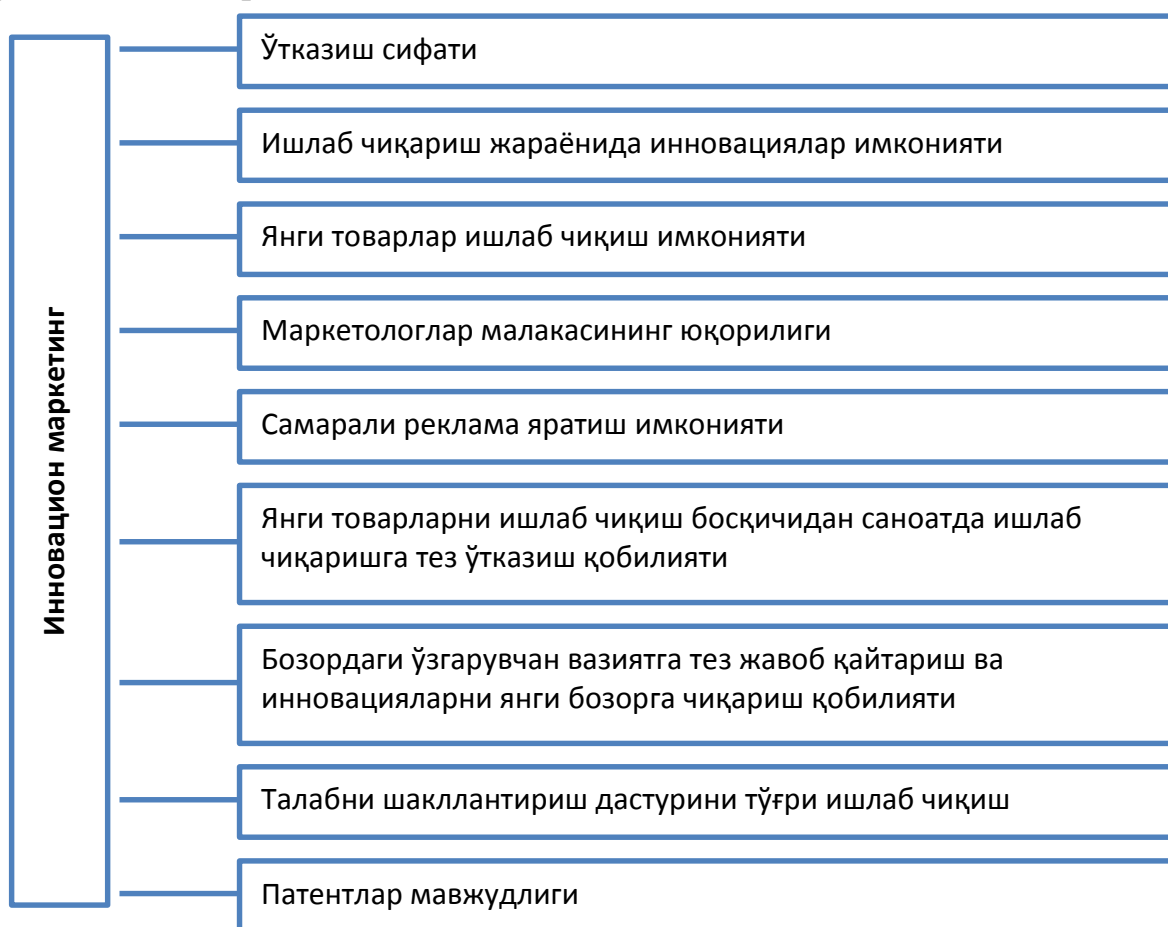 Инновацион маркетинг
Ўтказиш сифати
Ишлаб чиқариш жараёнида инновациялар имконияти
Янги товарлар ишлаб чиқиш имконияти
Маркетологлар малакасининг юқорилиги
Самарали реклама яратиш имконияти
Янги товарларни ишлаб чиқиш босқичидан саноатда ишлаб
чиқаришга тез ўтказиш қобилияти
Бозордаги ўзгарувчан вазиятга тез жавоб қайтариш ва
инновацияларни янги бозорга чиқариш қобилияти
Талабни шакллантириш дастурини тўғри ишлаб чиқиш
Патентлар мавжудлиги